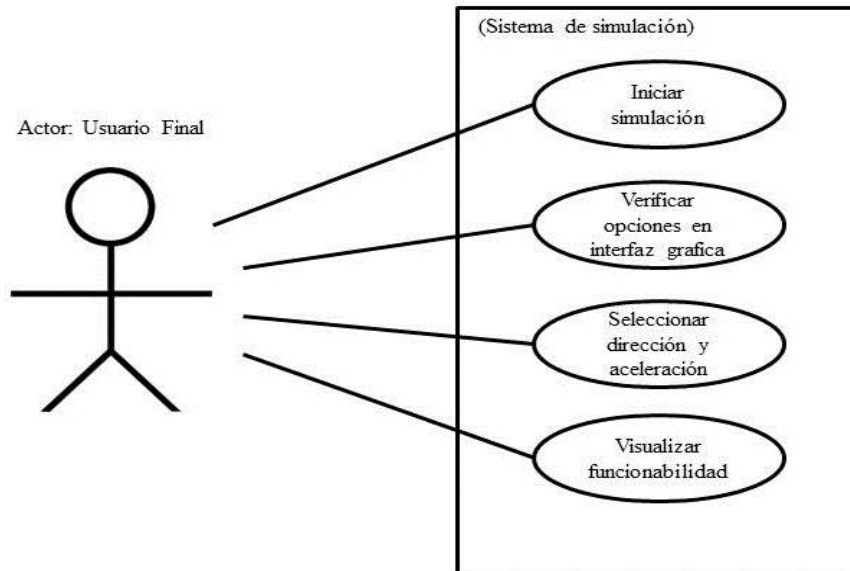 (Sistema de simulación)
Iniciar
simulación
Actor: Usuario Final
Verificar
opciones en
interfaz grafica
Seleccionar
dirección y
aceleración
Visualizar
funcionabilidad